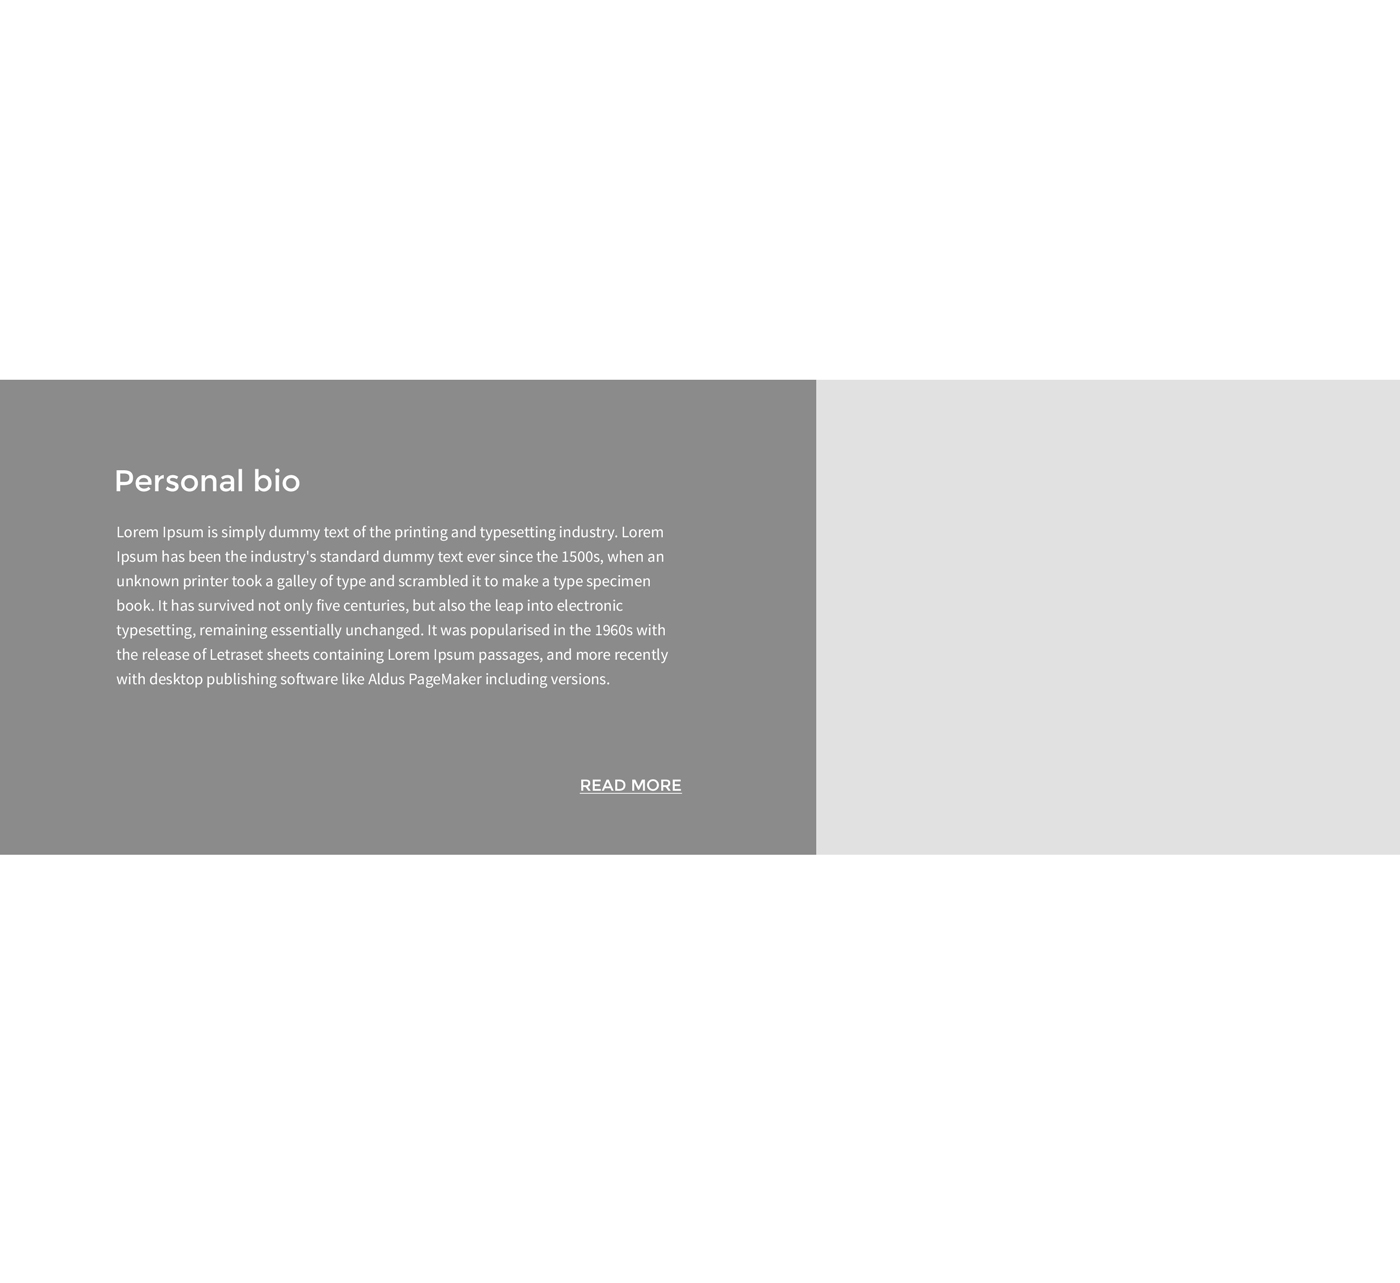 Personal bio
Lorem Ipsum is simply dummy text of the printing and typesetting industry. Lorem
Ipsum has been the industry's standard dummy text ever since the 1500s, when an
unknown printer took a galley of type and scrambled it to make a type specimen
book. It has survived not only five centuries, but also the leap into electronic
typesetting, remaining essentially unchanged. It was popularised in the 1960s with
the release of Letraset sheets containing Lorem Ipsum passages, and more recently
with desktop publishing software like Aldus PageMaker including versions.
READ MORE